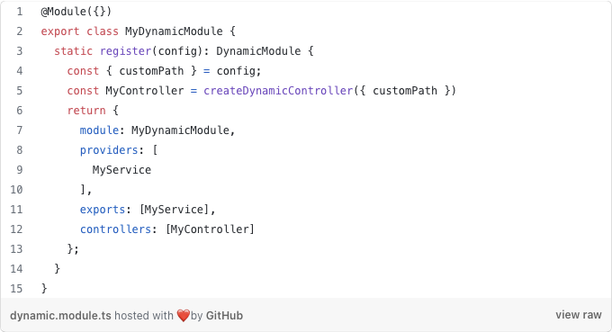 1 @Module({})
2 export class MyDynamicModule {
3   static register(config): DynamicModule {
4     const { customPath } = config;
5     const MyController = createDynamicController({ customPath })
6     return {
7       module: MyDynamicModule,
8       providers: [
9         MyService
10       ],
11       exports: [MyService],
12       controllers: [MyController]
13     };
14   }
15 }
dynamic.module.ts hosted with ❤️by GitHub view raw